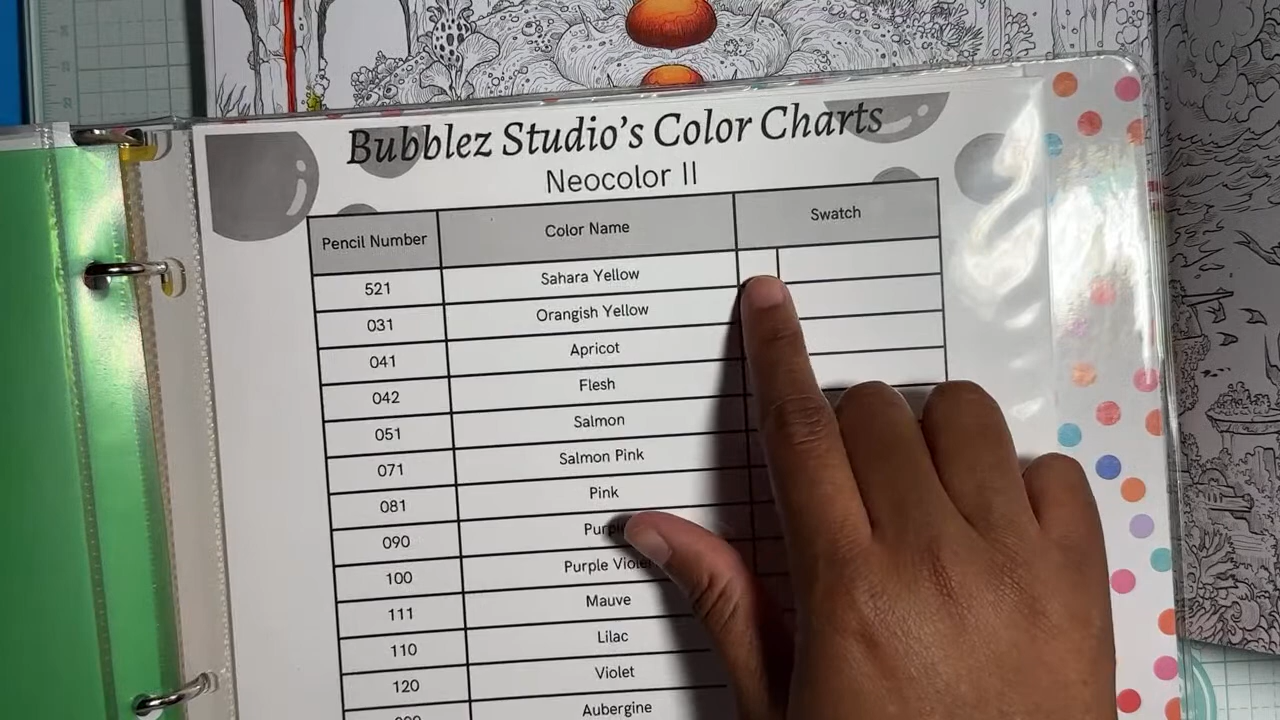 Bubblez Studio's Color Charts
Neocolor II
Pencil Number Color Name Swatch
521 Sahara Yellow
031 Orangish Yellow
041 Apricot
042 Flesh
051 Salmon
071 Salmon Pink
081 Pink
090 Purple
100 Purple Violet
111 Mauve
110 Lilac
120 Violet
Aubergine